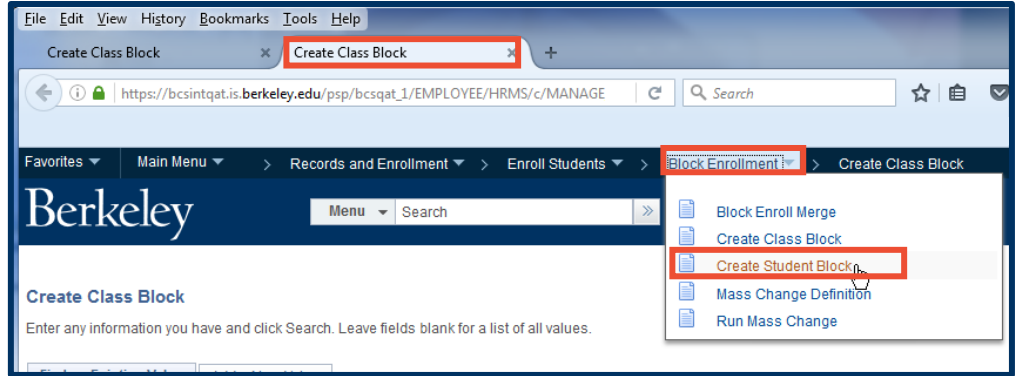 File Edit View History Bookmarks Tools Help
Create Class Block × Create Class Block × +
https://bcsintqat.is.berkeley.edu/psp/bcsqat_1/EMPLOYEE/HRMS/c/MANAGE Search
Favorites Main Menu > Records and Enrollment > Enroll Students > Block Enrollment > Create Class Block
Berkeley
Menu Search »
Block Enroll Merge
Create Class Block
Create Student Block
Mass Change Definition
Run Mass Change
Create Class Block
Enter any information you have and click Search. Leave fields blank for a list of all values.